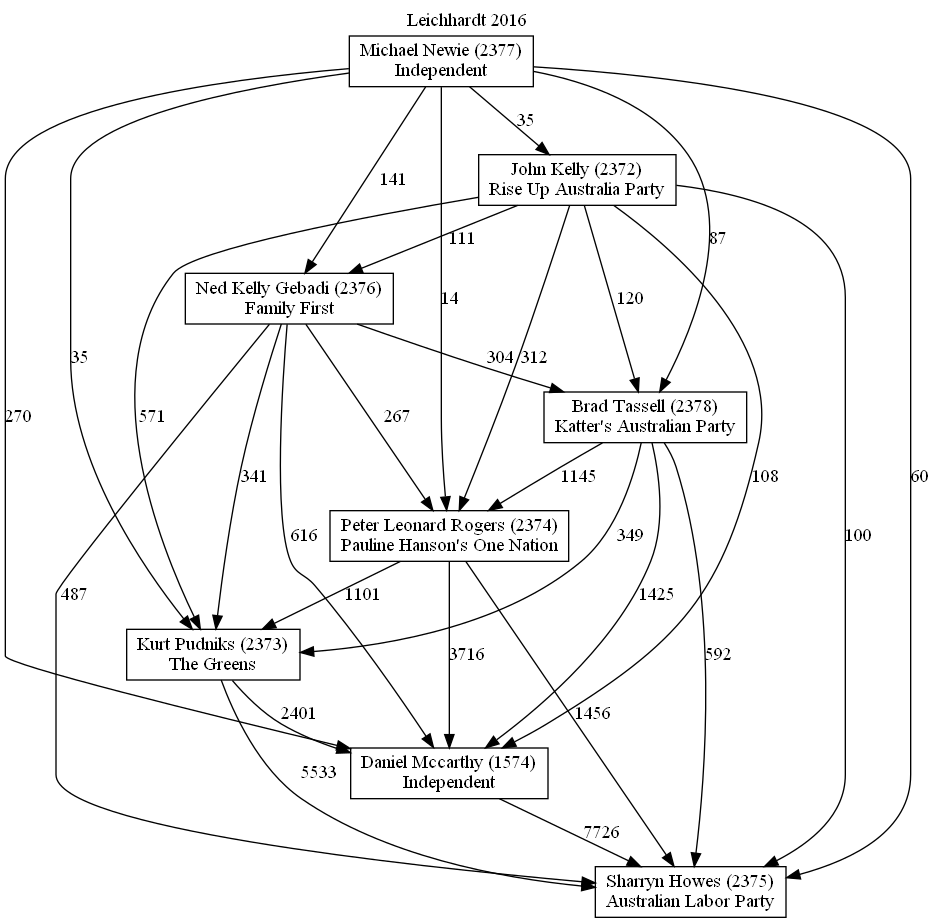 Leichhardt 2016
Michael Newie (2377)
Independent
35
John Kelly (2372)
Rise Up Australia Party
141
111
87
Ned Kelly Gebadi (2376)
Family First
14
120
35
304
312
270
571
267
Brad Tassell (2378)
Katter's Australian Party
341
1145
108
60
Peter Leonard Rogers (2374)
Pauline Hanson's One Nation
616
349
100
487
1101
1425
Kurt Pudniks (2373)
The Greens
3716
592
2401
1456
Daniel Mccarthy (1574)
Independent
5533
7726
Sharryn Howes (2375)
Australian Labor Party